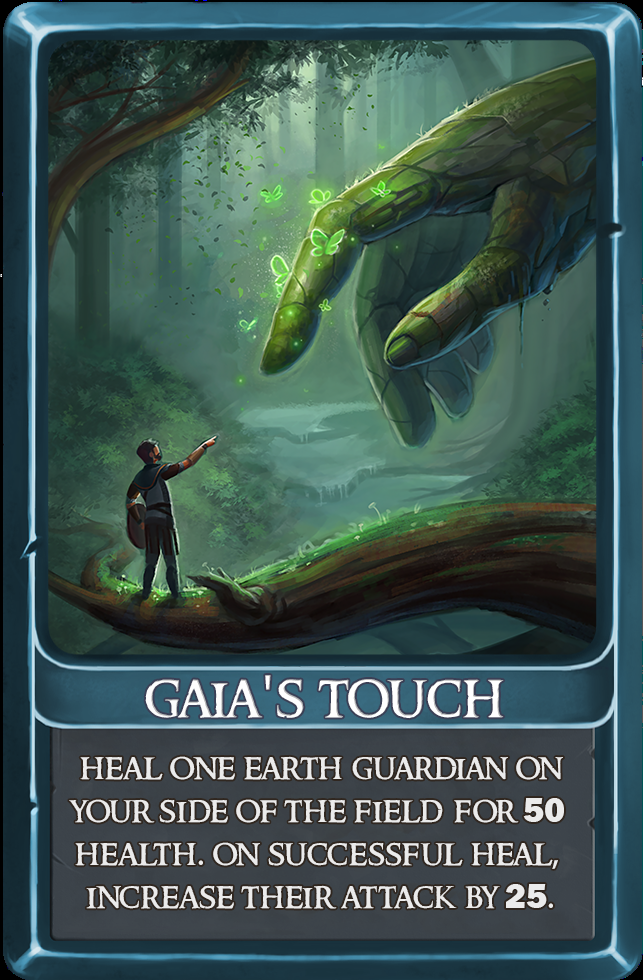 GAIA'S TOUCH
HEAL ONE EARTH GUARDIAN ON
YOUR SIDE OF THE FIELD FOR 50
HEALTH. ON SUCCESSFUL HEAL,
INCREASE THEIR ATTACK BY 25.